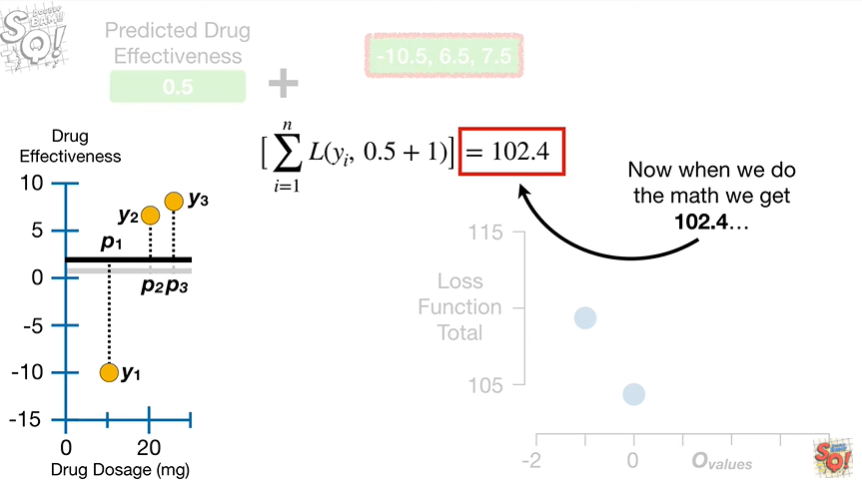 SQ!
Predicted Drug
Effectiveness
0.5
+
-10.5, 6.5, 7.5
[ n ∑ i=1 L(yᵢ, 0.5 + 1)] = 102.4
Now when we do
the math we get
102.4…
Drug
Effectiveness
10
5
0
-5
-10
-15
y₁
y₂
y₃
p₁
p₂
p₃
0
20
Drug Dosage (mg)
115
105
Loss
Function
Total
-2
0
Ovalues
SQ!